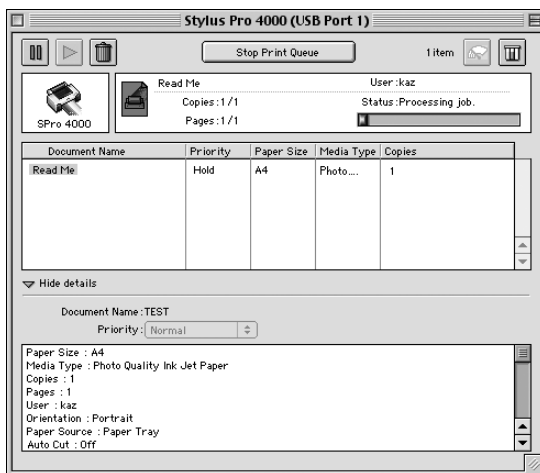 Stylus Pro 4000 (USB Port 1)
Stop Print Queue
1 item
SPro 4000
Read Me
User :kaz
Copies :1 /1
Status :Processing job.
Pages :1 /1
Document Name Priority Paper Size Media Type Copies
Read Me Hold A4 Photo.... 1
Hide details
Document Name :TEST
Priority : Normal
Paper Size : A4
Media Type : Photo Quality Ink Jet Paper
Copies : 1
Pages : 1
User : kaz
Orientation : Portrait
Paper Source : Paper Tray
Auto Cut : Off